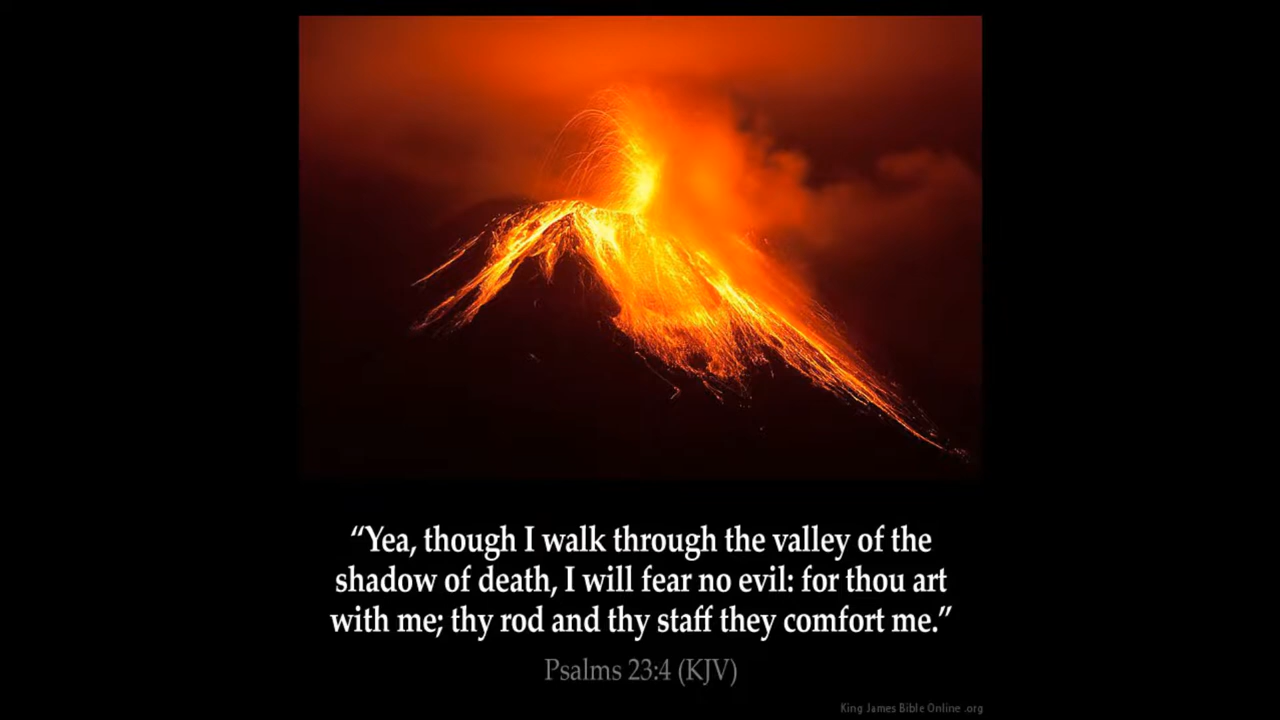 “Yea, though I walk through the valley of the
shadow of death, I will fear no evil: for thou art
with me; thy rod and thy staff they comfort me.”
Psalms 23:4 (KJV)
King James Bible Online .org